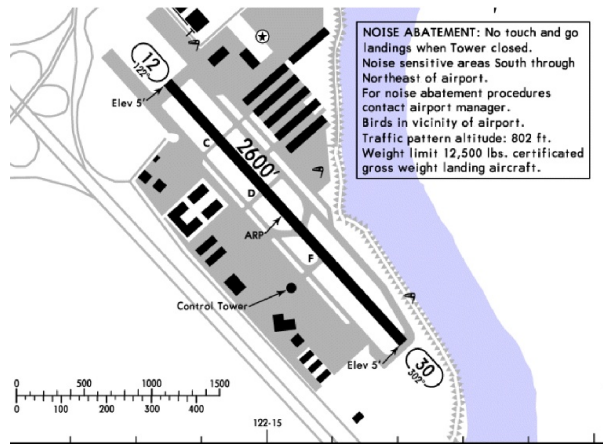 NOISE ABATEMENT: No touch and go
landings when Tower closed.
Noise sensitive areas South through
Northeast of airport.
For noise abatement procedures
contact airport manager.
Birds in vicinity of airport.
Traffic pattern altitude: 802 ft.
Weight limit 12,500 lbs. certificated
gross weight landing aircraft.
12
122°
Elev 5'
C
2600'
D
ARP
F
Control Tower
Elev 5'
30
302°
0 500 1000 1500
0 100 200 300 400
122-15